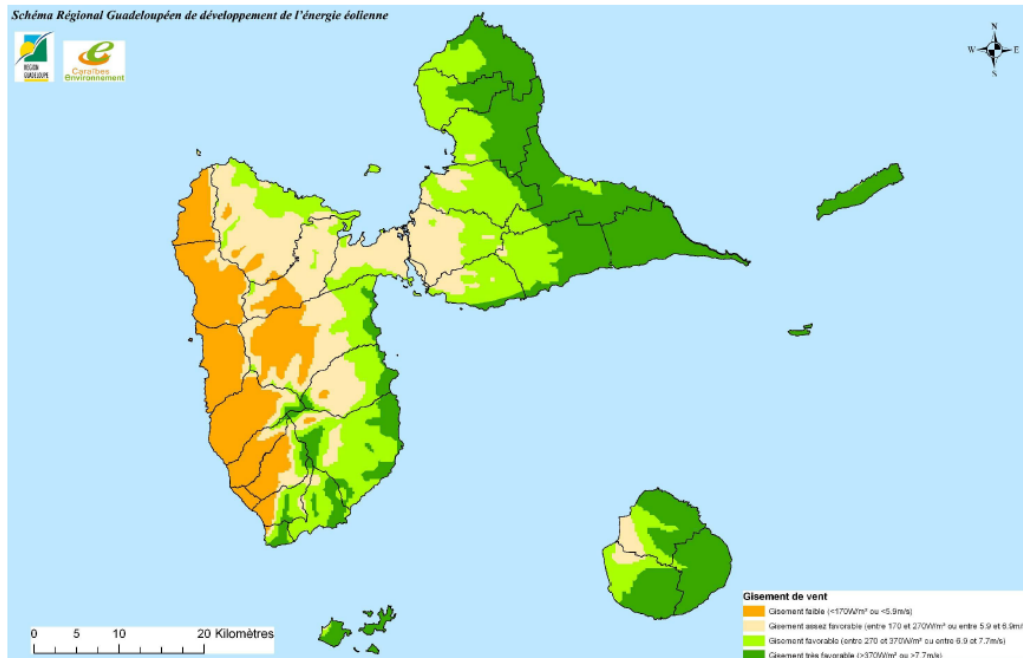 Schéma Régional Guadeloupéen de développement de l'énergie éolienne
RÉGION
GUADELOUPE
Caraïbes
Environnement
N
W
E
S
0 5 10 20 Kilomètres
Gisement de vent
Gisement faible (<170W/m² ou <5.9m/s)
Gisement assez favorable (entre 170 et 270W/m² ou entre 5.9 et 6.9m/
Gisement favorable (entre 270 et 370W/m² ou entre 6.9 et 7.7m/s)
Gisement très favorable (>370W/m² ou >7.7m/s)